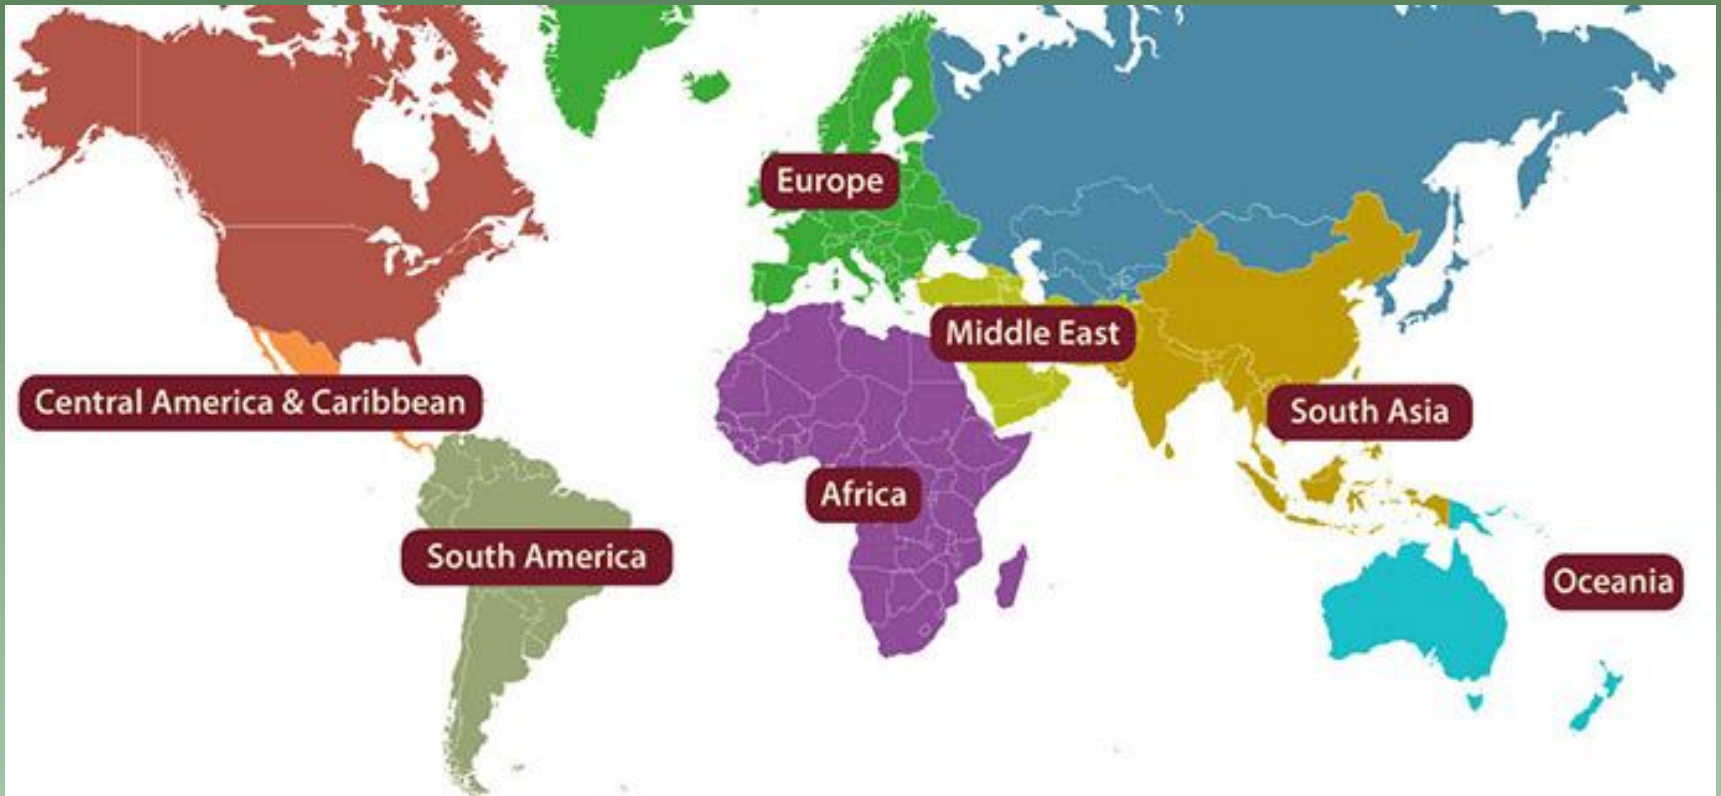 Europe
Middle East
Central America & Caribbean
South Asia
Africa
South America
Oceania